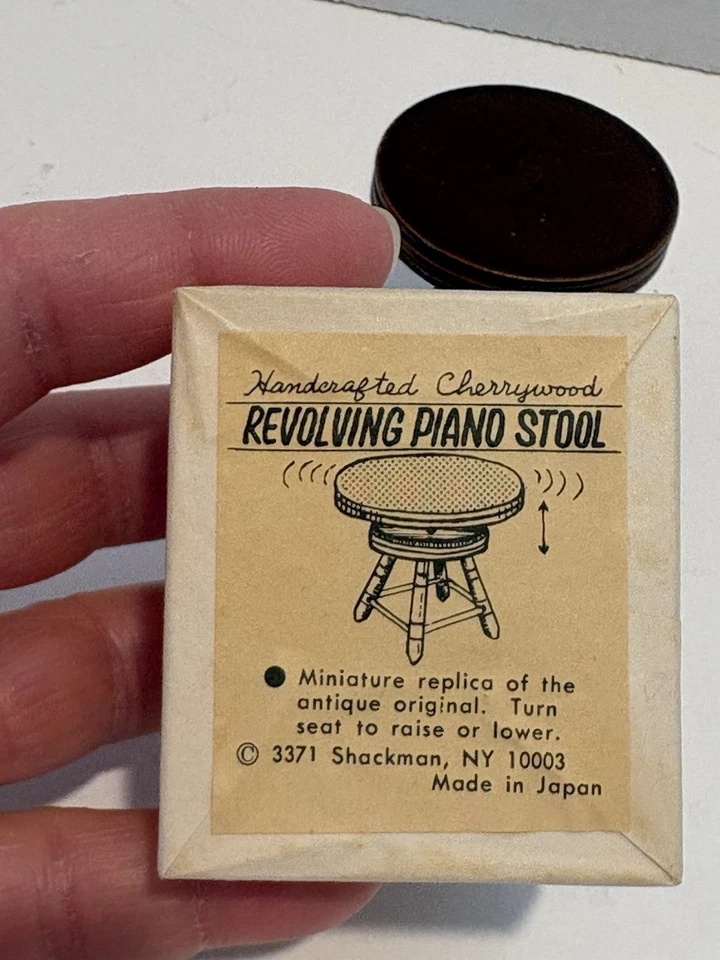 Handcrafted Cherrywood
REVOLVING PIANO STOOL
● Miniature replica of the
antique original. Turn
seat to raise or lower.
© 3371 Shackman, NY 10003
Made in Japan